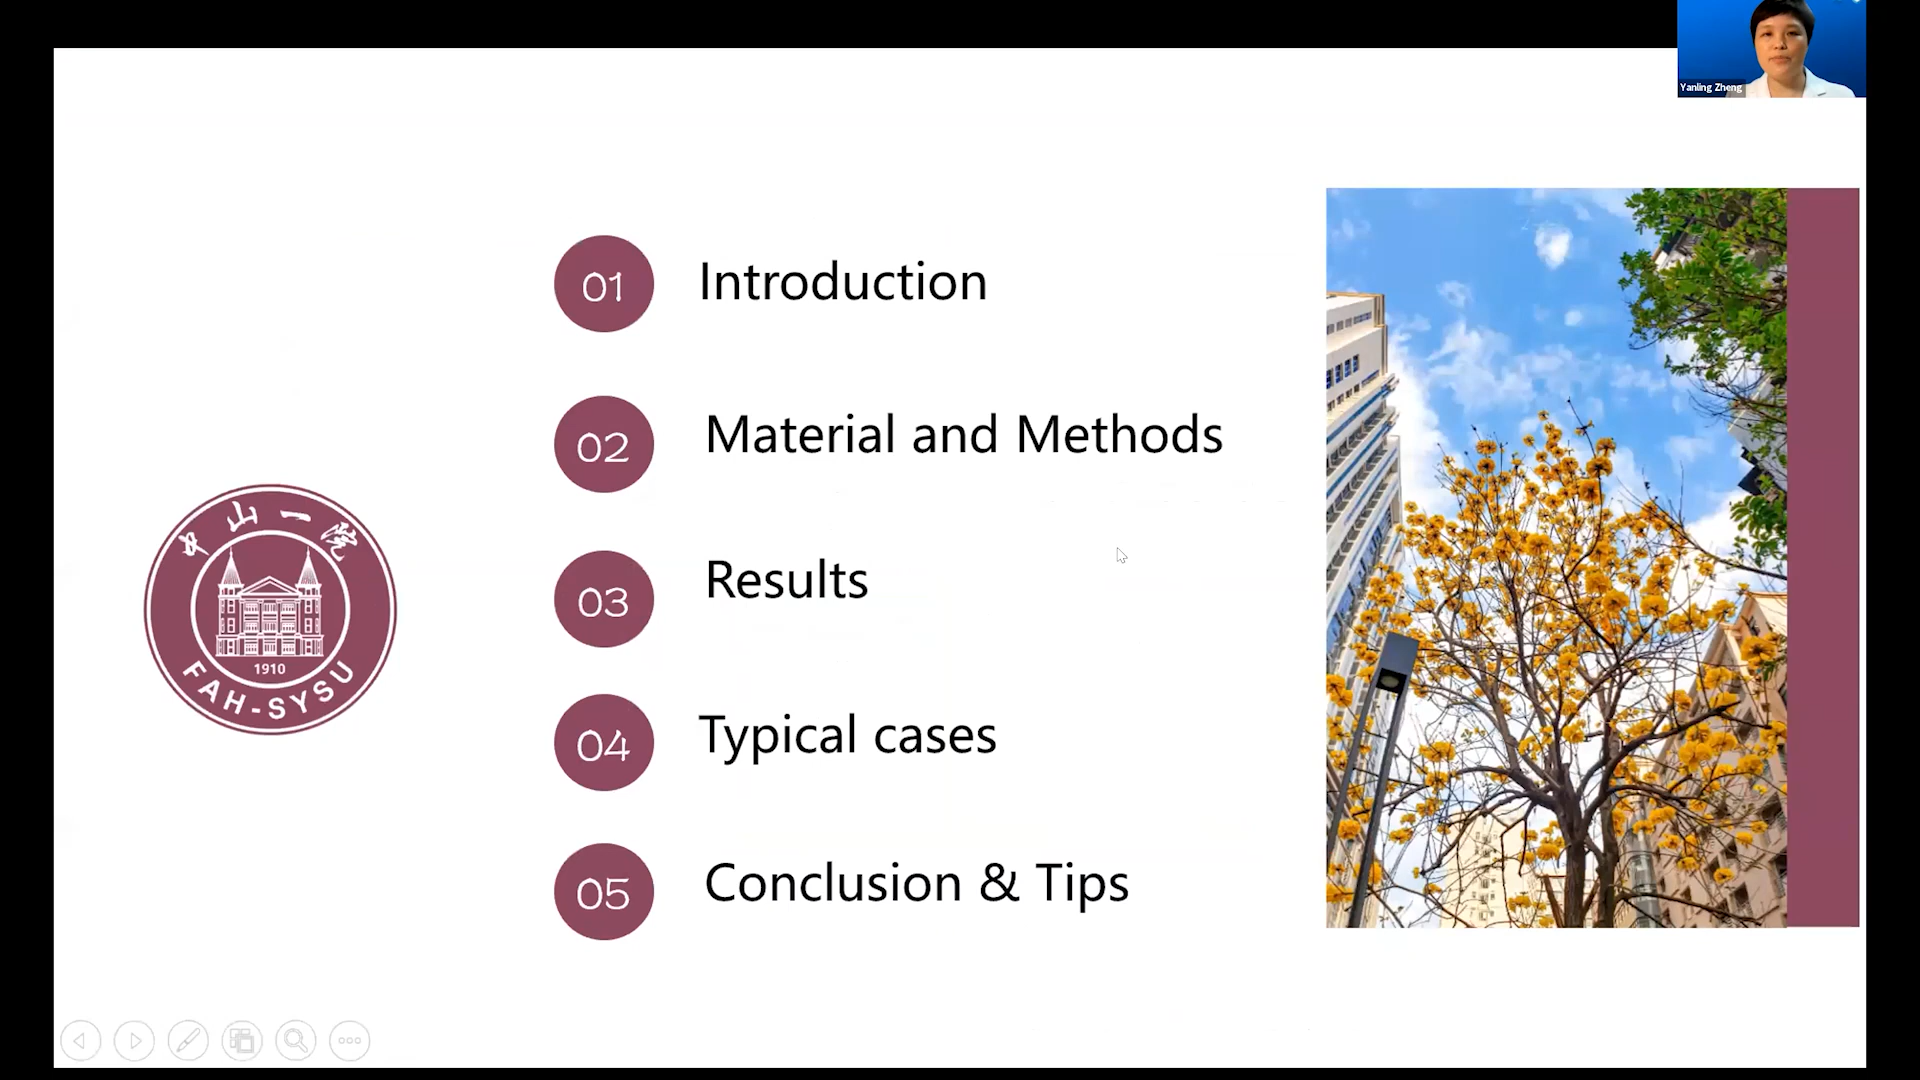 Yanling Zheng
01 Introduction
02 Material and Methods
03 Results
04 Typical cases
05 Conclusion & Tips
中山一院
1910
FAH-SYSU